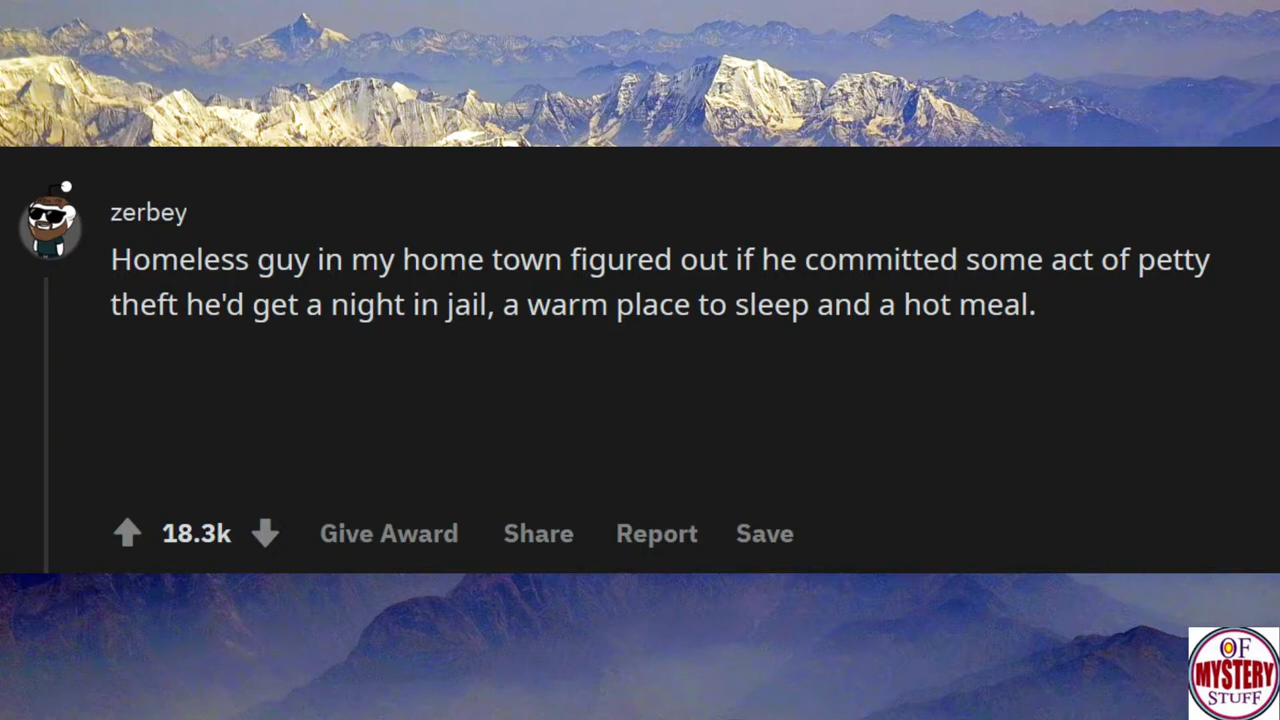 zerbey
Homeless guy in my home town figured out if he committed some act of petty
theft he'd get a night in jail, a warm place to sleep and a hot meal.
18.3k Give Award Share Report Save
OF
MYSTERY
STUFF